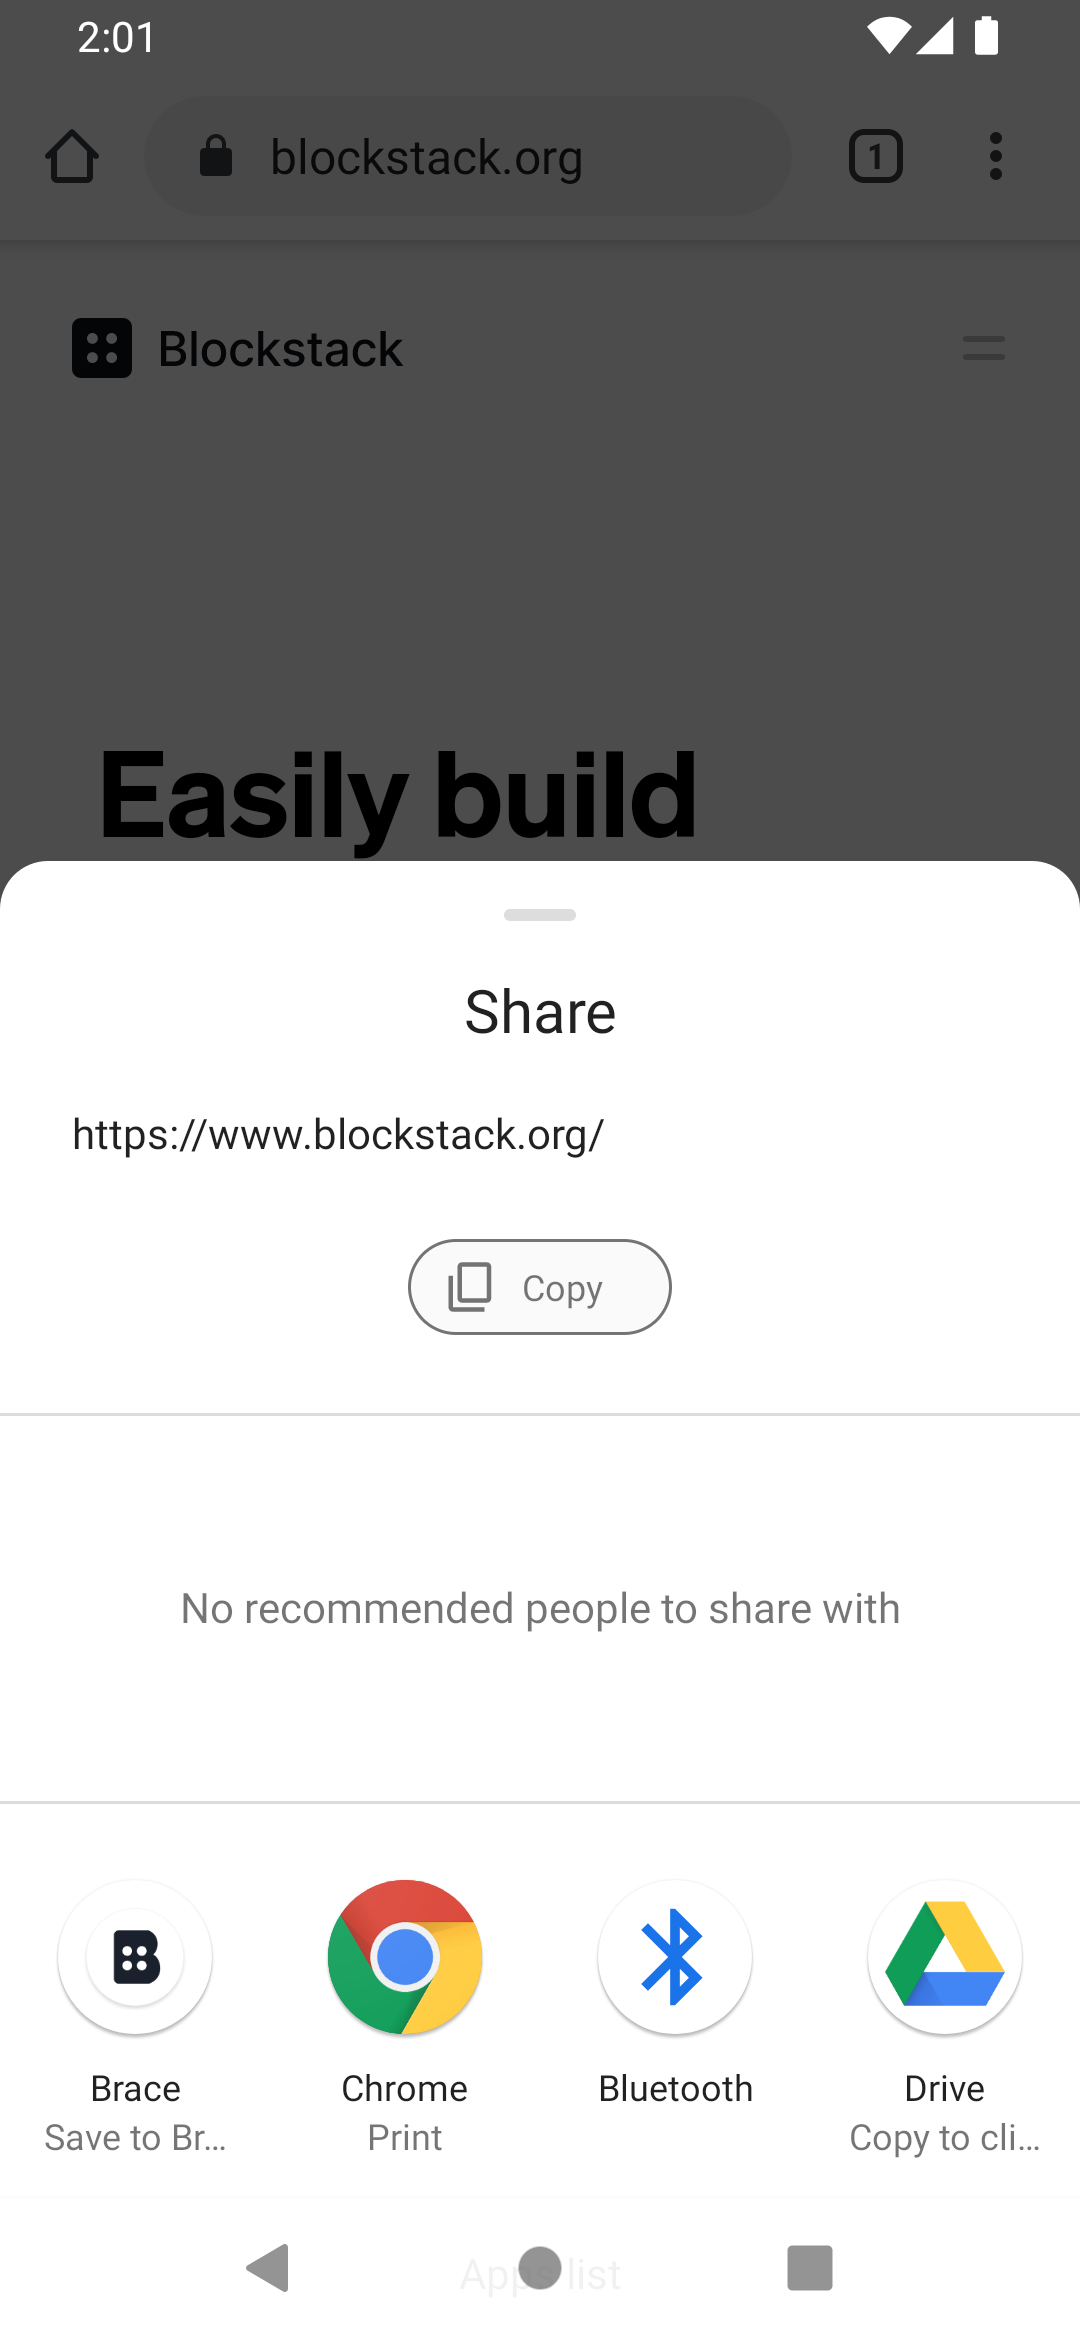 2:01
blockstack.org
1
Blockstack
Easily build
Share
https://www.blockstack.org/
Copy
No recommended people to share with
Brace
Save to Br...
Chrome
Print
Bluetooth
Drive
Copy to cli...
Apps list